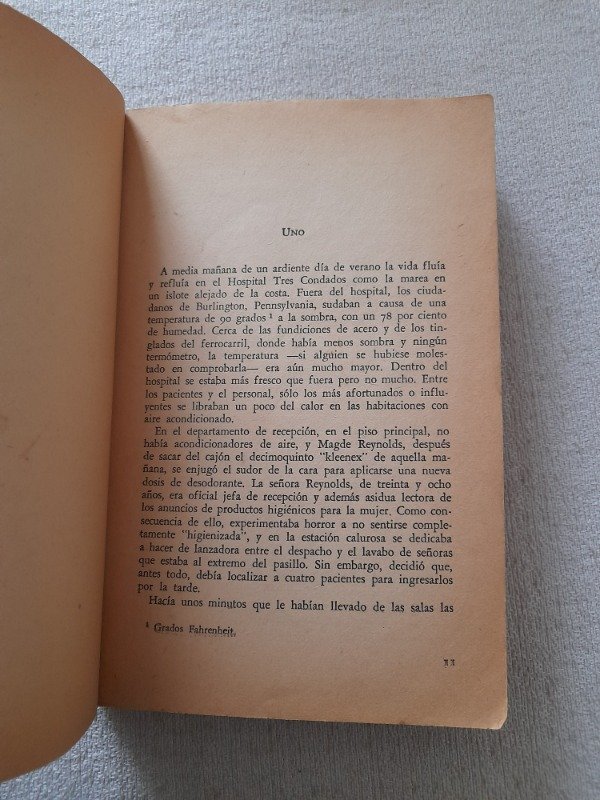 Uno
A media mañana de un ardiente día de verano la vida fluía
y refluía en el Hospital Tres Condados como la marea en
un islote alejado de la costa. Fuera del hospital, los ciuda-
danos de Burlington, Pennsylvania, sudaban a causa de una
temperatura de 90 grados ¹ a la sombra, con un 78 por ciento
de humedad. Cerca de las fundiciones de acero y de los tin-
glados del ferrocarril, donde había menos sombra y ningún
termómetro, la temperatura —si alguien se hubiese moles-
tado en comprobarla— era aún mucho mayor. Dentro del
hospital se estaba más fresco que fuera pero no mucho. Entre
los pacientes y el personal, sólo los más afortunados o influ-
yentes se libraban un poco del calor en las habitaciones con
aire acondicionado.
En el departamento de recepción, en el piso principal, no
había acondicionadores de aire, y Magde Reynolds, después
de sacar del cajón el decimoquinto "kleenex" de aquella ma-
ñana, se enjugó el sudor de la cara para aplicarse una nueva
dosis de desodorante. La señora Reynolds, de treinta y ocho
años, era oficial jefa de recepción y además asidua lectora de
los anuncios de productos higiénicos para la mujer. Como con-
secuencia de ello, experimentaba horror a no sentirse comple-
tamente "higienizada", y en la estación calurosa se dedicaba
a hacer de lanzadora entre el despacho y el lavabo de señoras
que estaba al extremo del pasillo. Sin embargo, decidió que,
antes todo, debía localizar a cuatro pacientes para ingresarlos
por la tarde.
Hacía unos minutos que le habían llevado de las salas las
¹ Grados Fahrenheit.
11